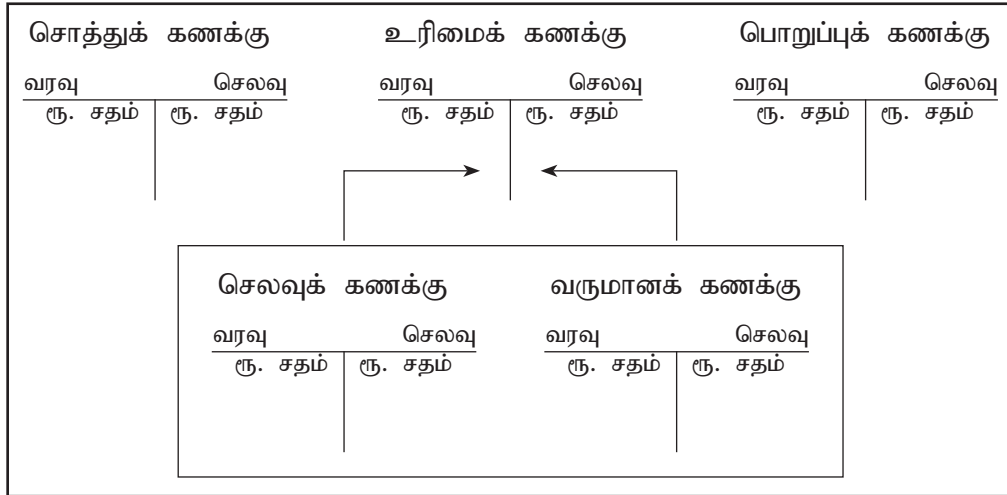 சொத்துக் கணக்கு உரிமைக் கணக்கு பொறுப்புக் கணக்கு
வரவு செலவு வரவு செலவு வரவு செலவு
ரூ. சதம் ரூ. சதம் ரூ. சதம் ரூ. சதம் ரூ. சதம் ரூ. சதம்
செலவுக் கணக்கு வருமானக் கணக்கு
வரவு செலவு வரவு செலவு
ரூ. சதம் ரூ. சதம் ரூ. சதம் ரூ. சதம்